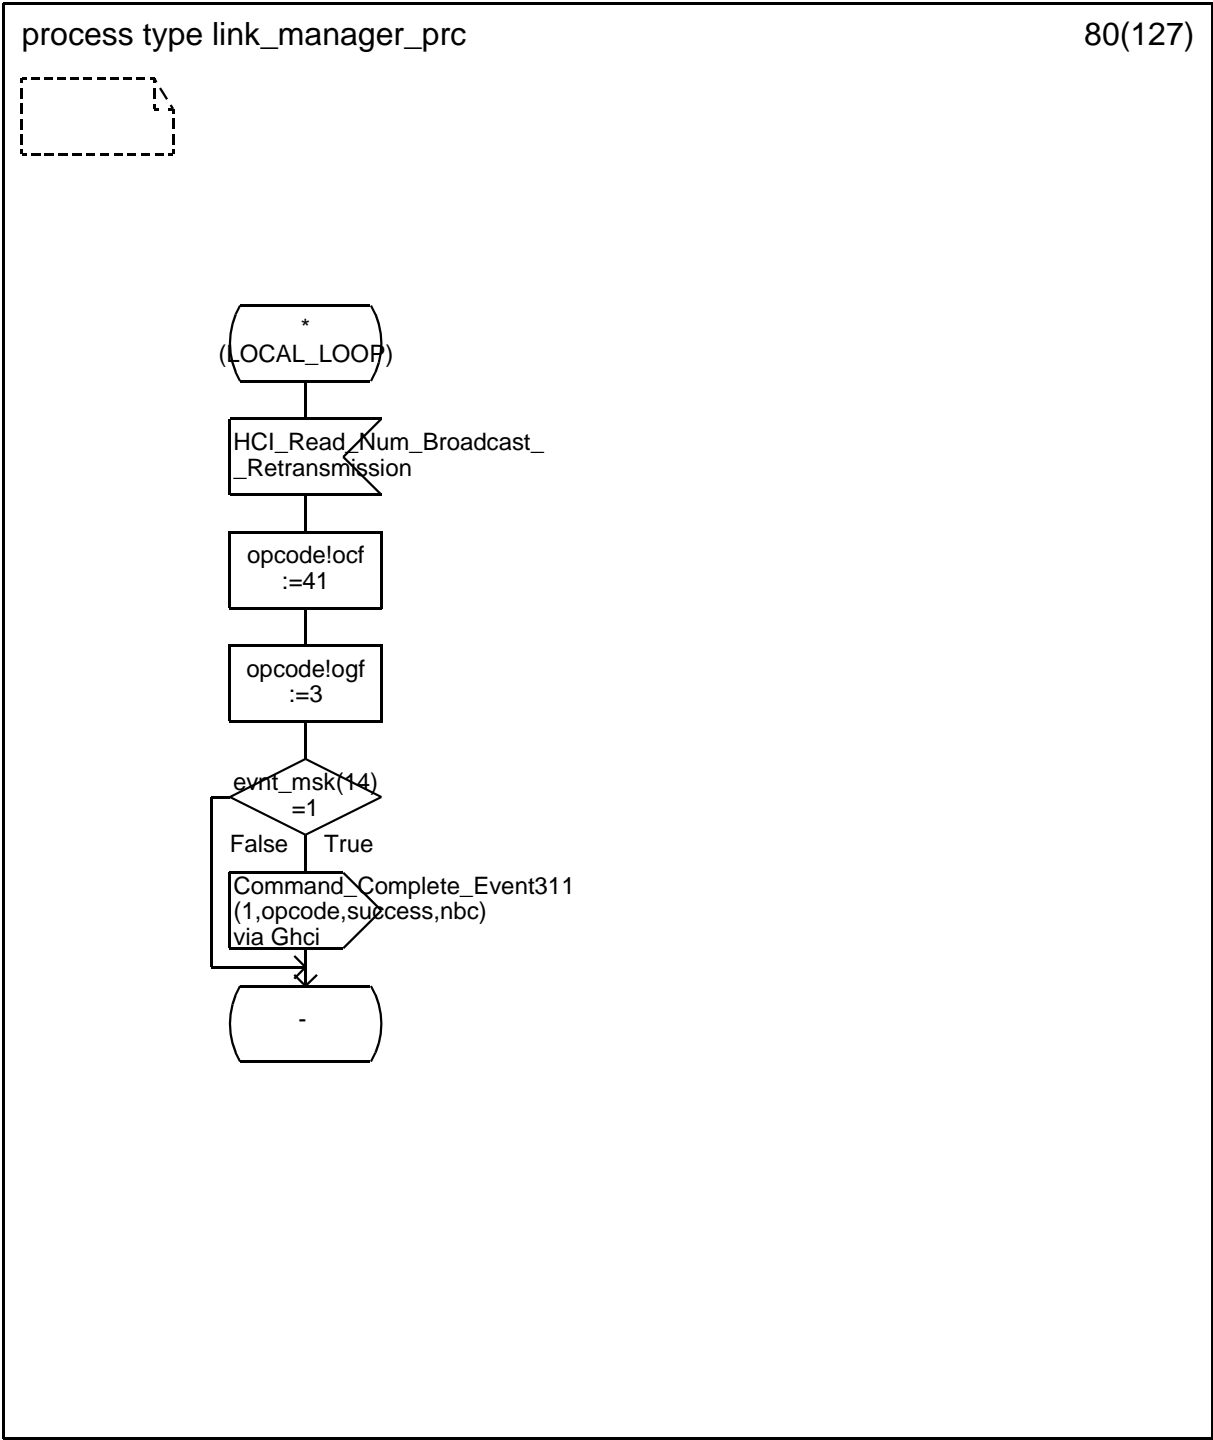 process type link_manager_prc
80(127)
*
(LOCAL_LOOP)
HCI_Read_Num_Broadcast_
_Retransmission
opcode!ocf
:=41
opcode!ogf
:=3
evnt_msk(14)
=1
False
True
Command_Complete_Event311
(1,opcode,success,nbc)
via Ghci
-